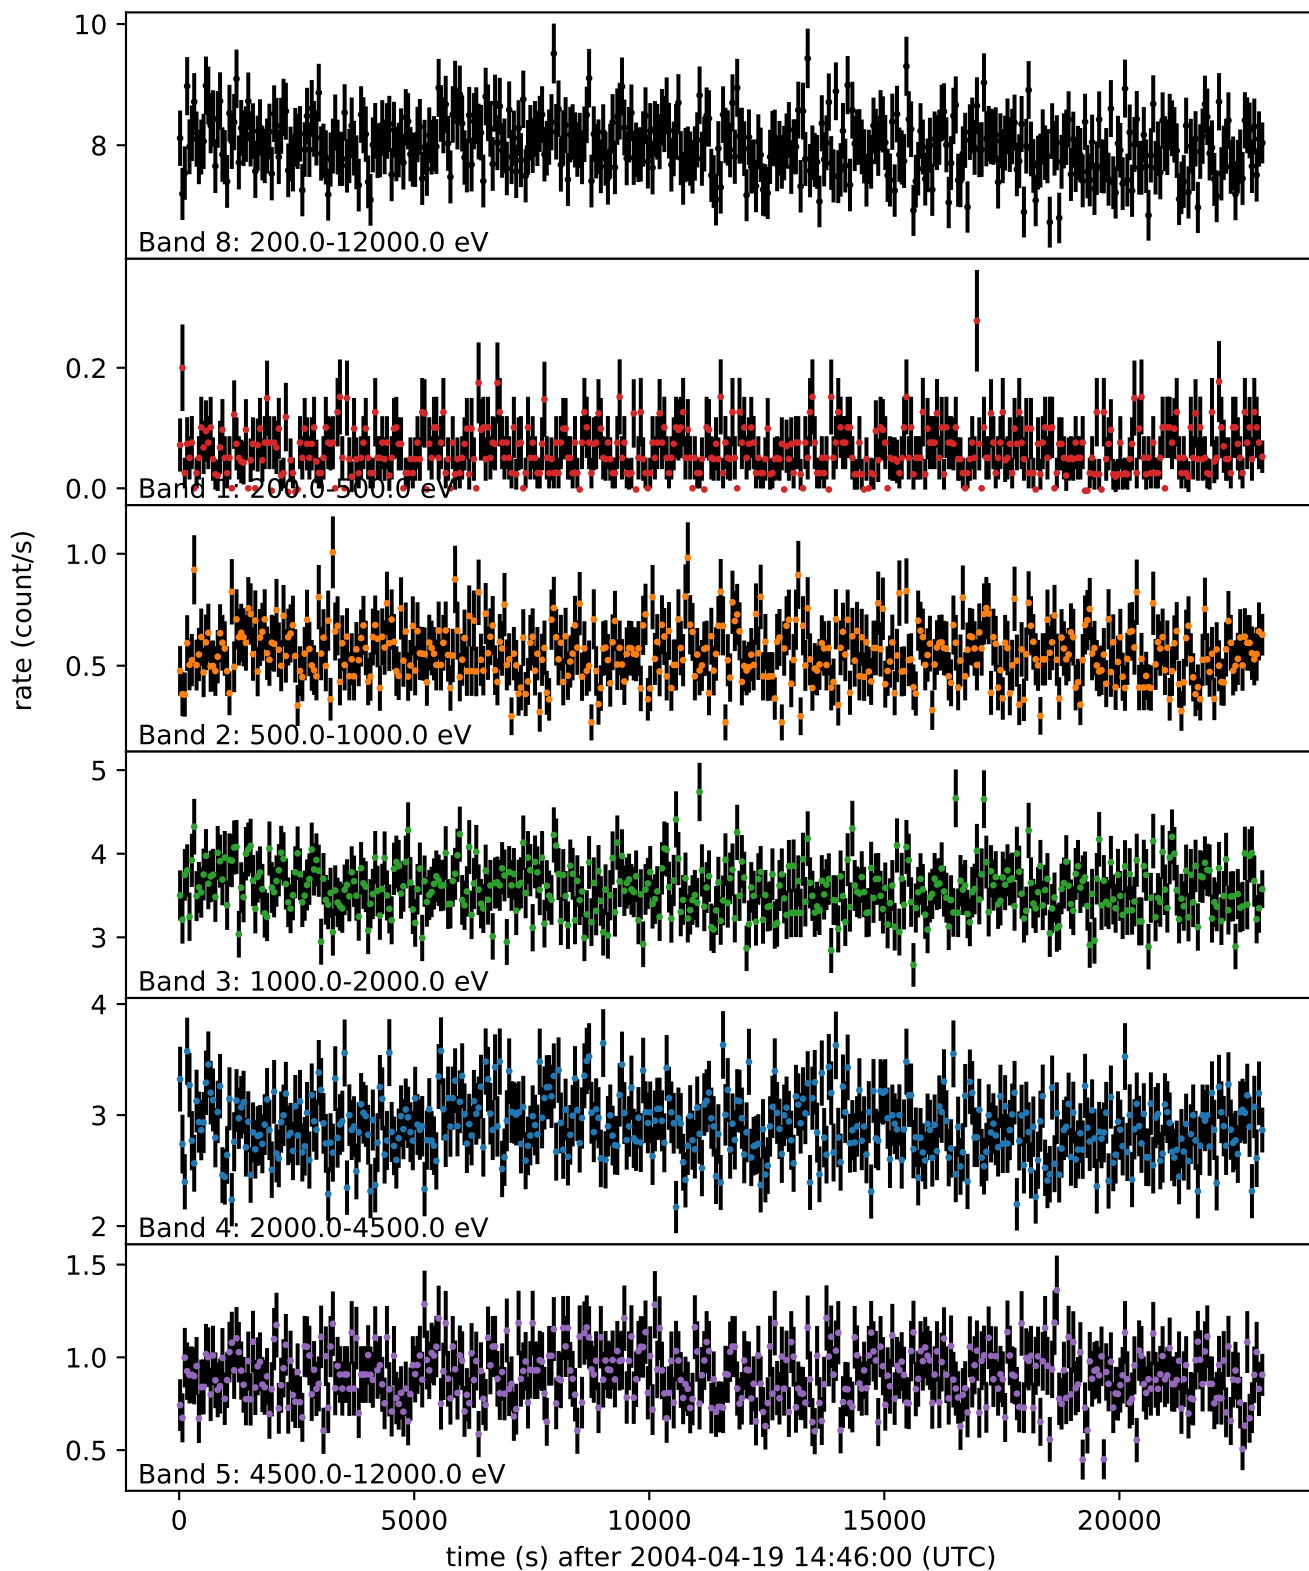 10
8
Band 8: 200.0-12000.0 eV
0.2
0.0
Band 1: 200.0-500.0 eV
rate (count/s)
1.0
0.5
Band 2: 500.0-1000.0 eV
5
4
3
Band 3: 1000.0-2000.0 eV
4
3
2
Band 4: 2000.0-4500.0 eV
1.5
1.0
0.5
Band 5: 4500.0-12000.0 eV
0 5000 10000 15000 20000
time (s) after 2004-04-19 14:46:00 (UTC)